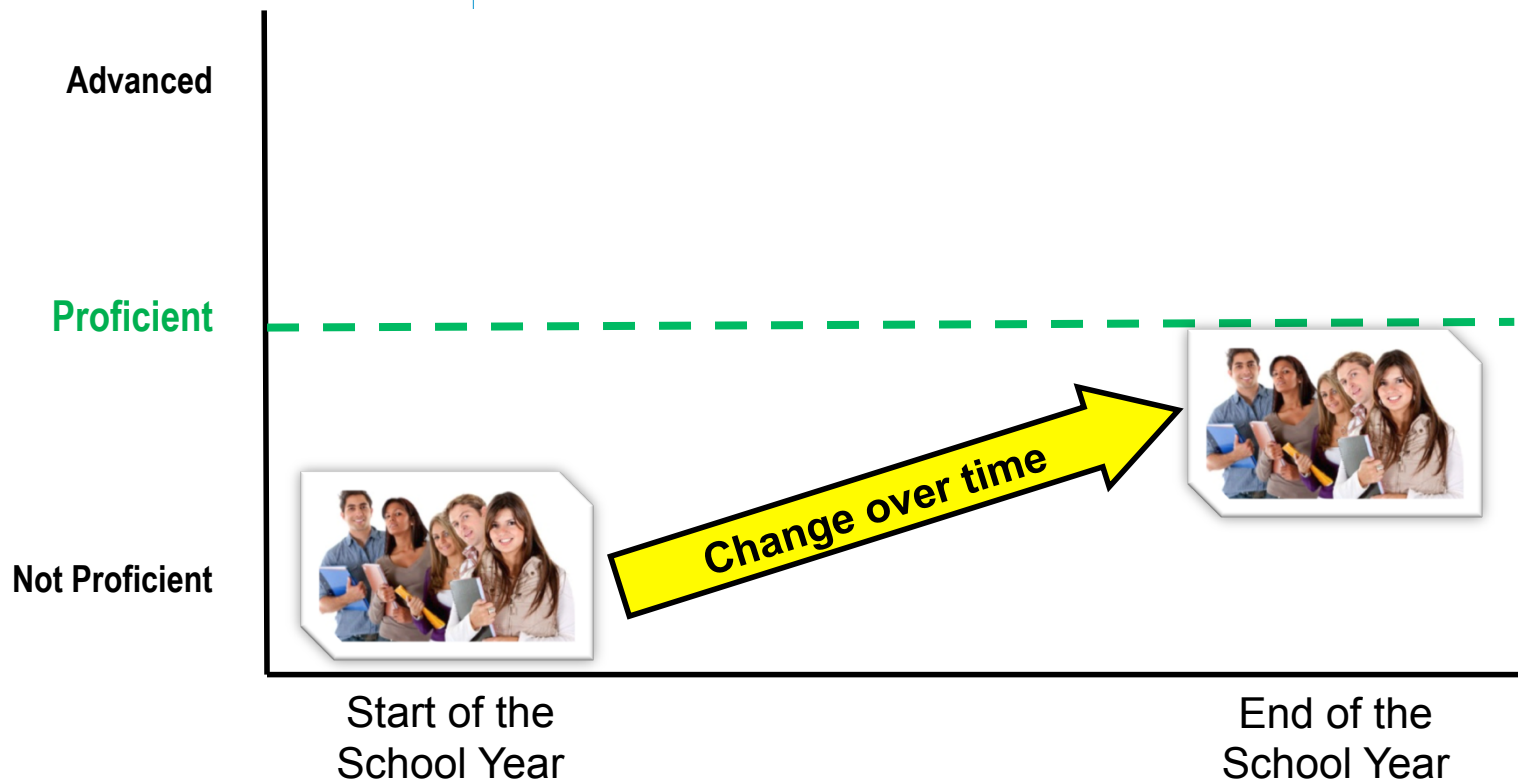 Advanced
Proficient
Not Proficient
Change over time
Start of the
School Year
End of the
School Year